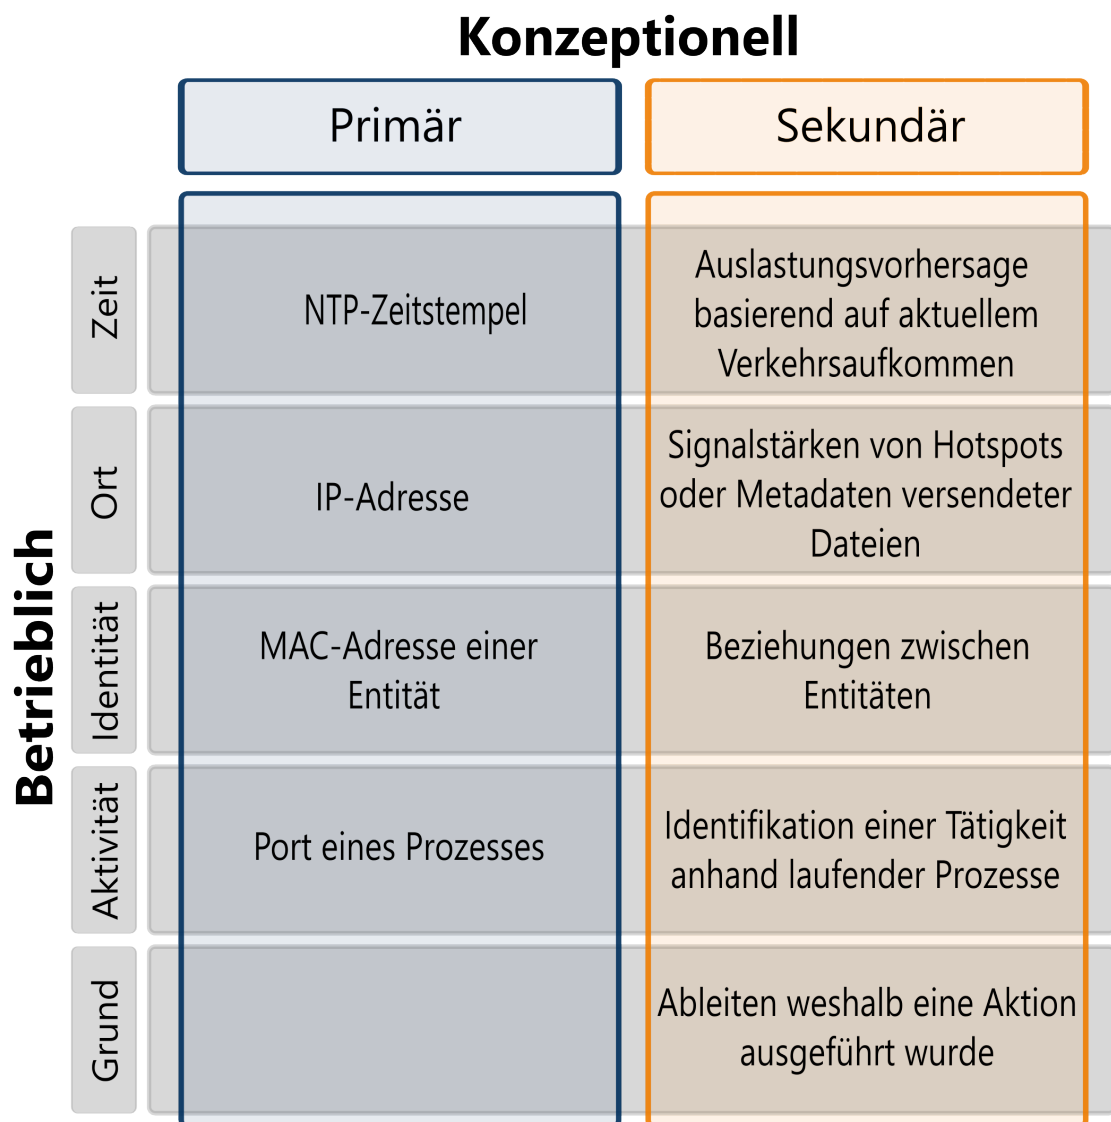 Konzeptionell
Primär
Sekundär
Betrieblich
Zeit
NTP-Zeitstempel
Auslastungsvorhersage
basierend auf aktuellem
Verkehrsaufkommen
Ort
IP-Adresse
Signalstärken von Hotspots
oder Metadaten versendeter
Dateien
Identität
MAC-Adresse einer
Entität
Beziehungen zwischen
Entitäten
Aktivität
Port eines Prozesses
Identifikation einer Tätigkeit
anhand laufender Prozesse
Grund
Ableiten weshalb eine Aktion
ausgeführt wurde